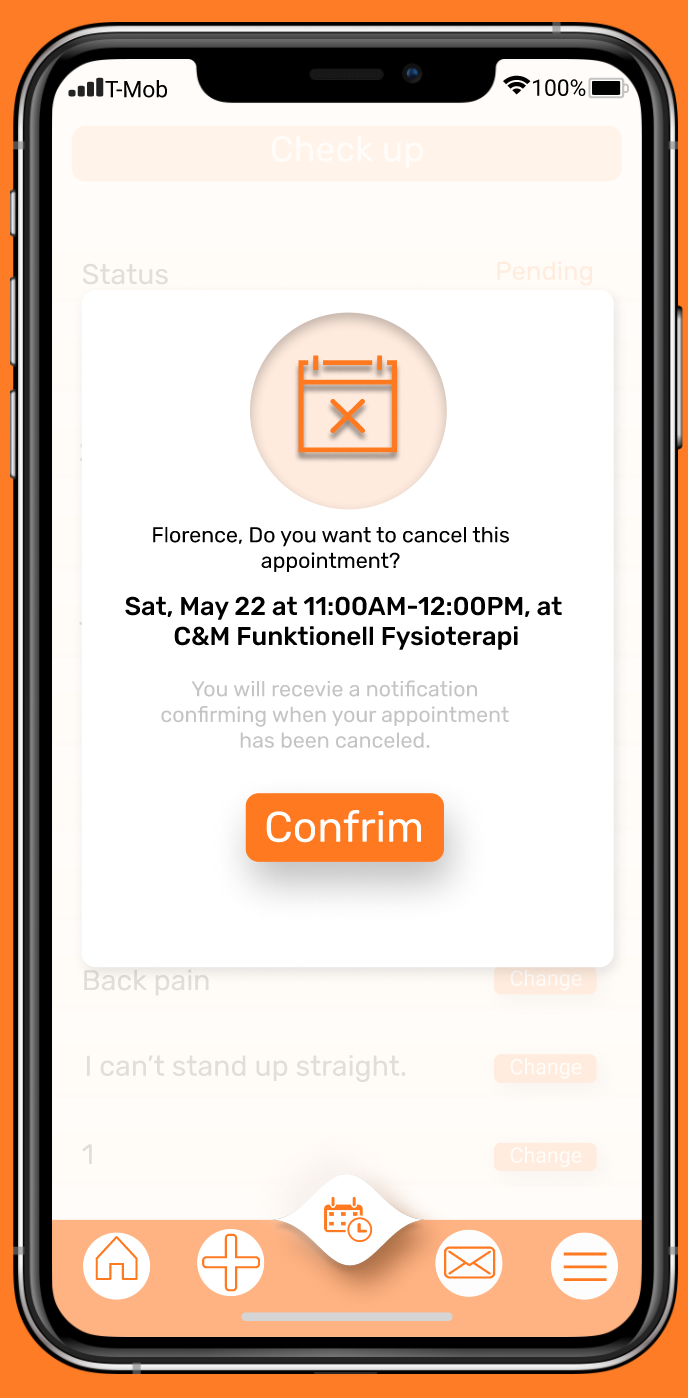 T-Mob 100%
Check up
Status Pending
Florence, Do you want to cancel this
appointment?
Sat, May 22 at 11:00AM-12:00PM, at
C&M Funktionell Fysioterapi
You will recevie a notification
confirming when your appointment
has been canceled.
Confrim
Back pain Change
I can't stand up straight. Change
1 Change